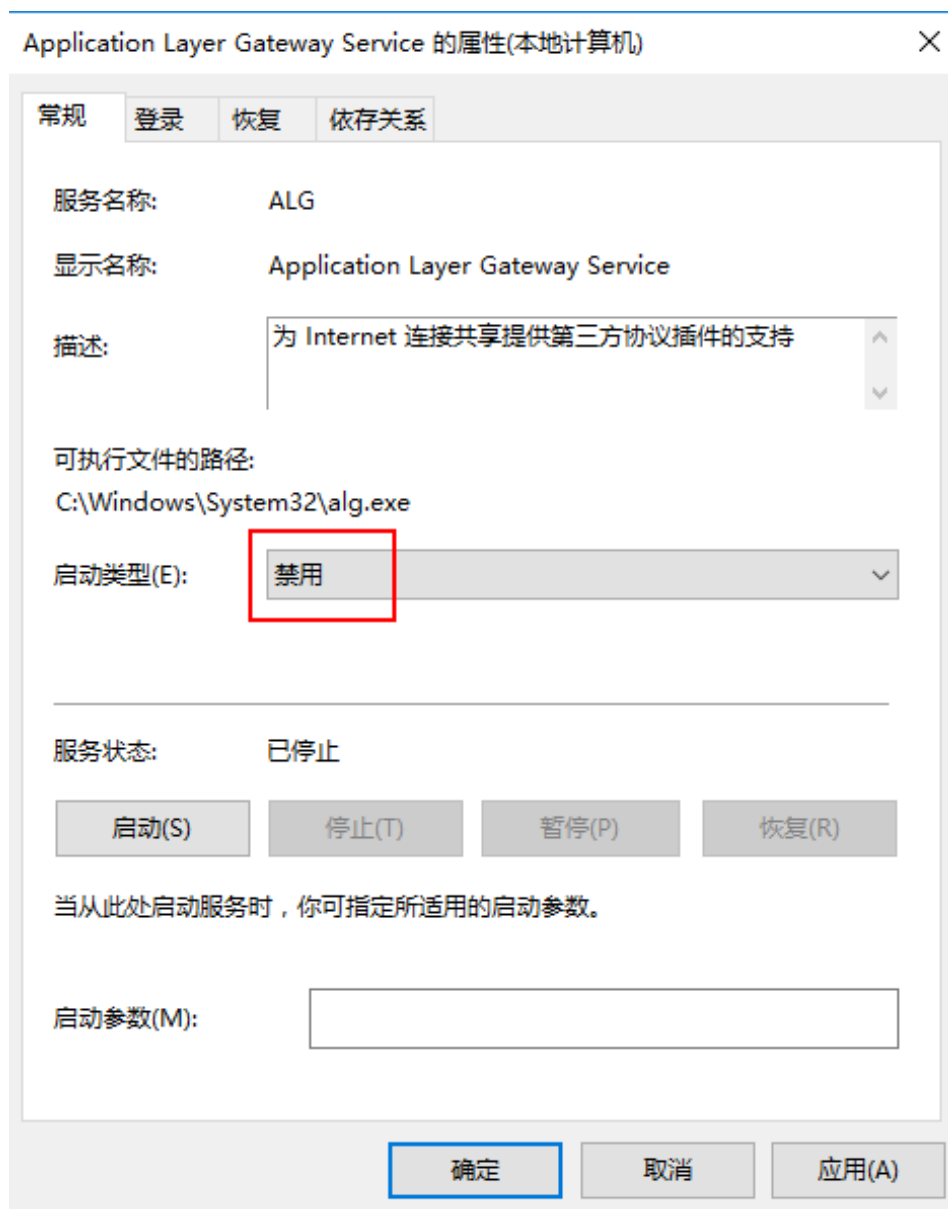 Application Layer Gateway Service 的属性(本地计算机)
常规 登录 恢复 依存关系
服务名称: ALG
显示名称: Application Layer Gateway Service
描述: 为 Internet 连接共享提供第三方协议插件的支持
可执行文件的路径:
C:\Windows\System32\alg.exe
启动类型(E): 禁用
服务状态: 已停止
启动(S) 停止(T) 暂停(P) 恢复(R)
当从此处启动服务时，你可指定所适用的启动参数。
启动参数(M):
确定 取消 应用(A)